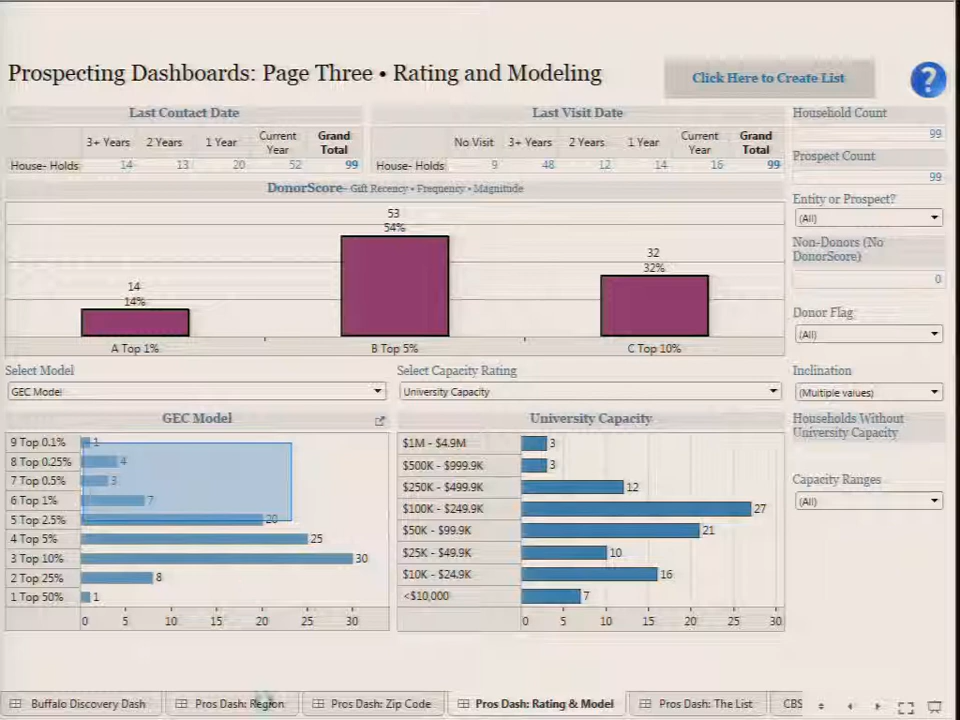 Prospecting Dashboards: Page Three • Rating and Modeling
Click Here to Create List
?
Last Contact Date
3+ Years 2 Years 1 Year Current Year Grand Total
House- Holds 14 13 20 52 99
Last Visit Date
No Visit 3+ Years 2 Years 1 Year Current Year Grand Total
House- Holds 9 48 12 14 16 99
Household Count
99
Prospect Count
99
Entity or Prospect?
(All)
Non-Donors (No
DonorScore)
0
Donor Flag
(All)
Inclination
(Multiple values)
Households Without
University Capacity
Capacity Ranges
(All)
DonorScore- Gift Recency • Frequency • Magnitude
14
14%
53
54%
32
32%
A Top 1% B Top 5% C Top 10%
Select Model
GEC Model
Select Capacity Rating
University Capacity
GEC Model
9 Top 0.1% 1
8 Top 0.25% 4
7 Top 0.5% 3
6 Top 1% 7
5 Top 2.5% 20
4 Top 5% 25
3 Top 10% 30
2 Top 25% 8
1 Top 50% 1
0 5 10 15 20 25 30
University Capacity
$1M - $4.9M 3
$500K - $999.9K 3
$250K - $499.9K 12
$100K - $249.9K 27
$50K - $99.9K 21
$25K - $49.9K 10
$10K - $24.9K 16
<$10,000 7
0 5 10 15 20 25 30
Buffalo Discovery Dash Pros Dash: Region Pros Dash: Zip Code Pros Dash: Rating & Model Pros Dash: The List CBS